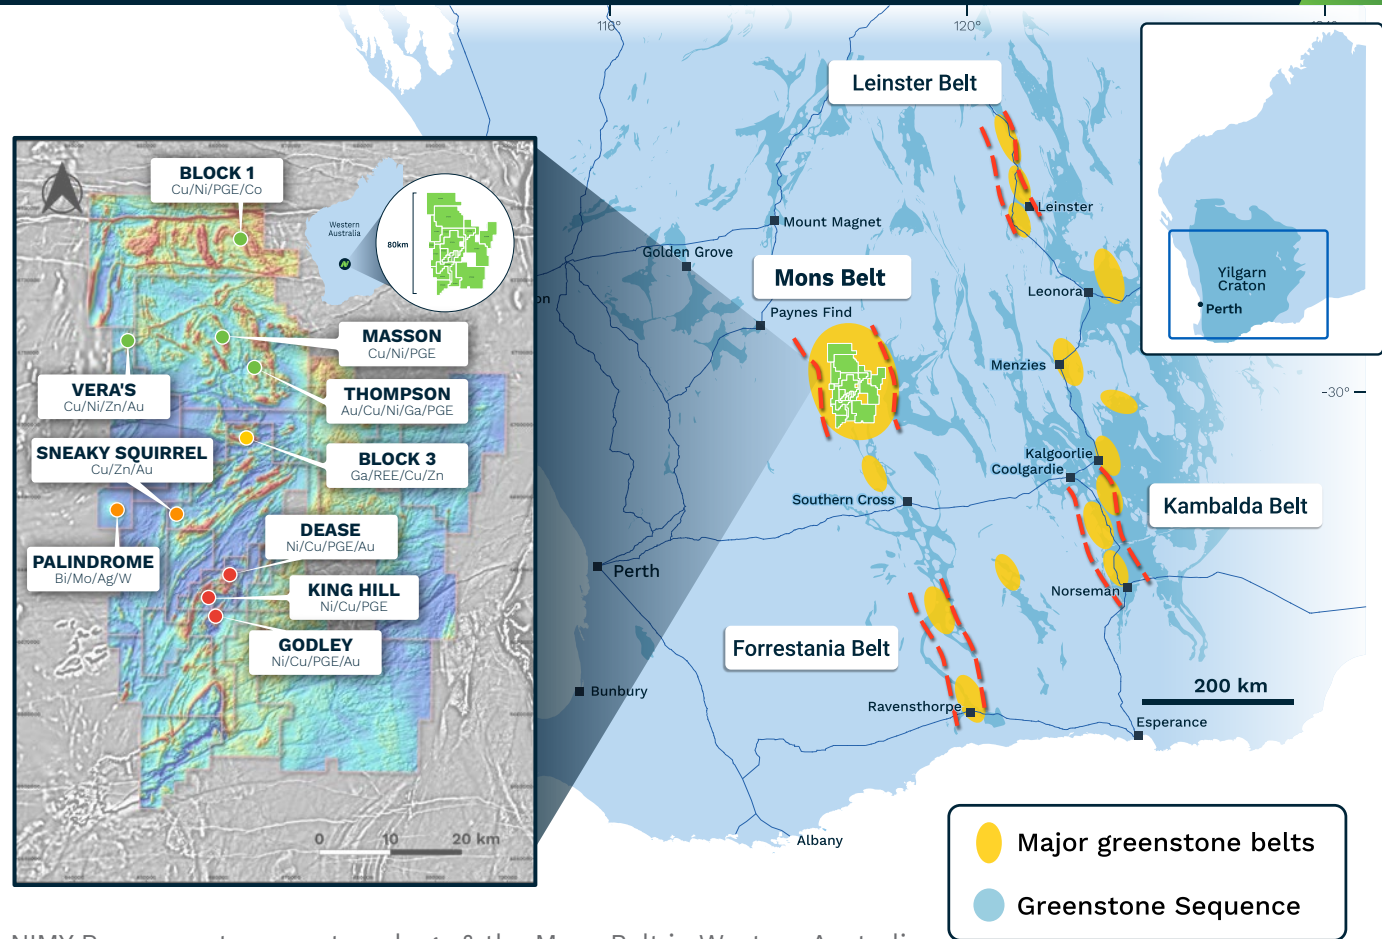 116°
120°
Leinster Belt
Leinster
Mount Magnet
Golden Grove
Mons Belt
Paynes Find
Leonora
Menzies
-30°
Kalgoorlie
Coolgardie
Southern Cross
Kambalda Belt
Norseman
Perth
Forrestania Belt
Bunbury
Ravensthorpe
200 km
Esperance
Albany
Yilgarn
Craton
Perth
BLOCK 1
Cu/Ni/PGE/Co
Western
Australia
80km
MASSON
Cu/Ni/PGE
VERA'S
Cu/Ni/Zn/Au
THOMPSON
Au/Cu/Ni/Ga/PGE
SNEAKY SQUIRREL
Cu/Zn/Au
BLOCK 3
Ga/REE/Cu/Zn
DEASE
Ni/Cu/PGE/Au
PALINDROME
Bi/Mo/Ag/W
KING HILL
Ni/Cu/PGE
GODLEY
Ni/Cu/PGE/Au
0 10 20 km
Major greenstone belts
Greenstone Sequence